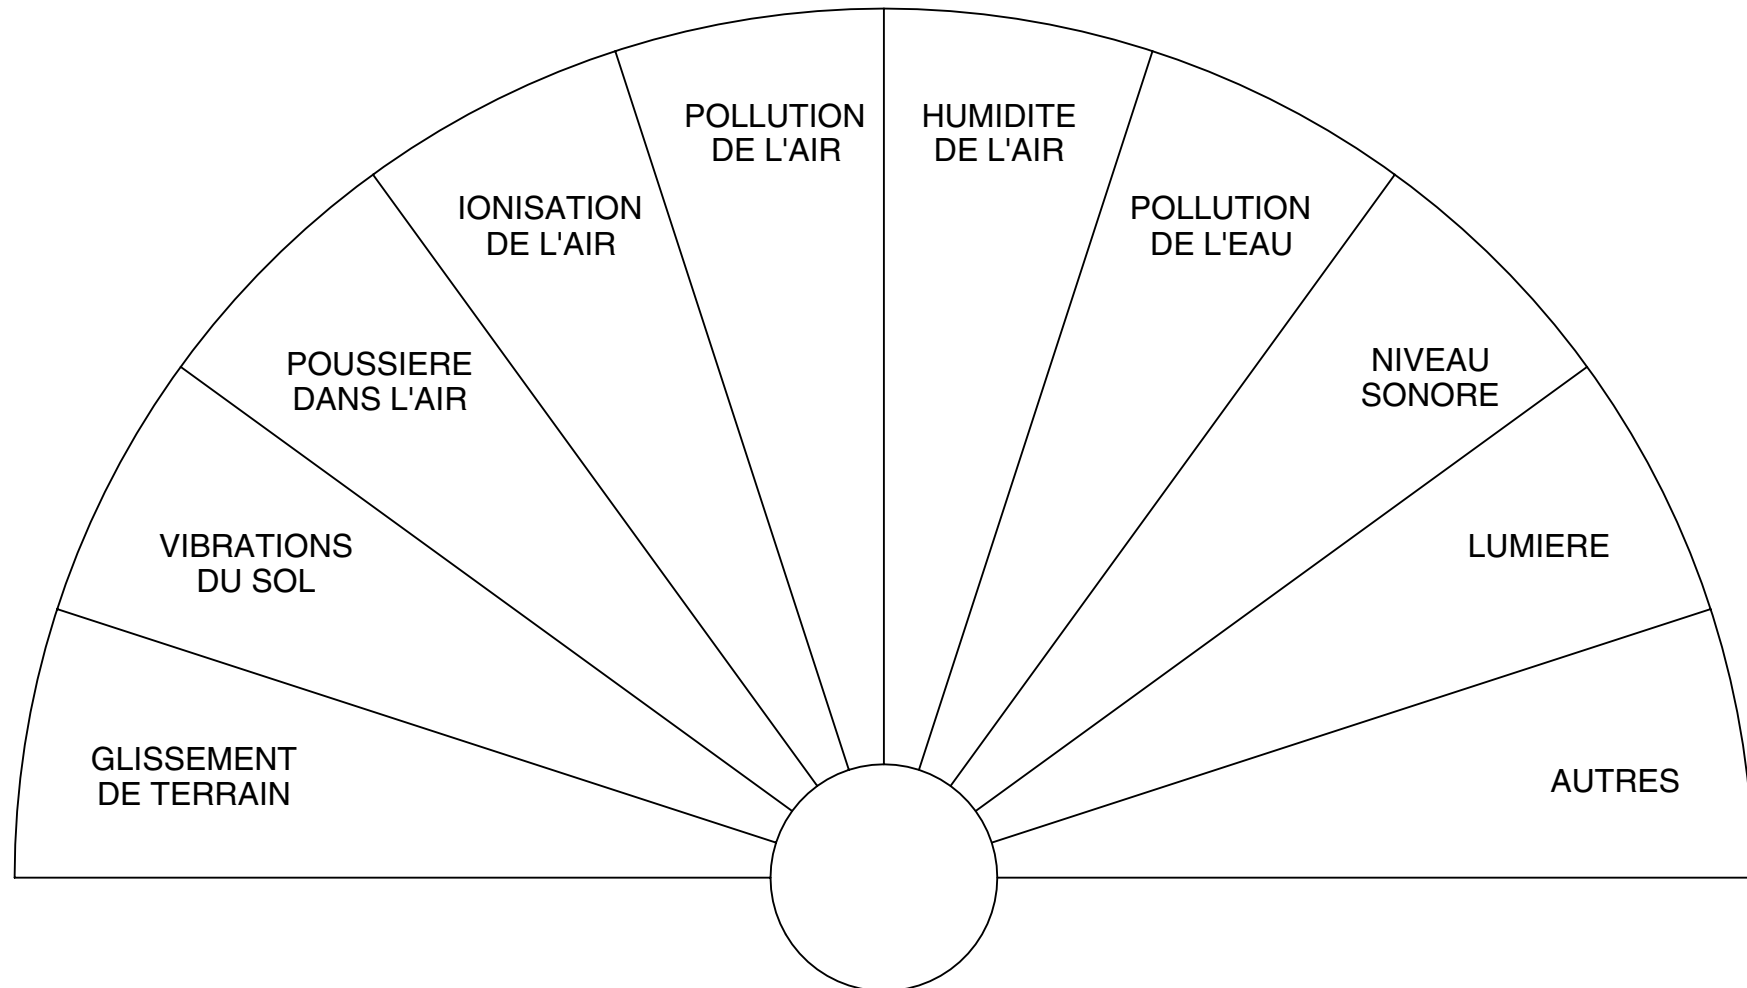 POLLUTION
DE L'AIR
HUMIDITE
DE L'AIR
IONISATION
DE L'AIR
POLLUTION
DE L'EAU
POUSSIERE
DANS L'AIR
NIVEAU
SONORE
VIBRATIONS
DU SOL
LUMIERE
GLISSEMENT
DE TERRAIN
AUTRES